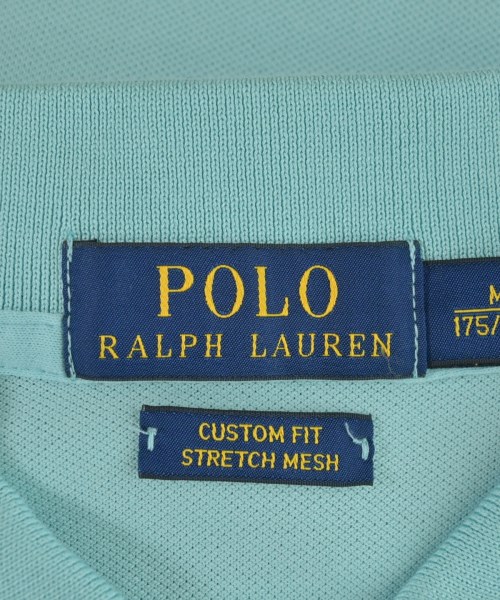 POLO
RALPH LAUREN
M
175/
CUSTOM FIT
STRETCH MESH